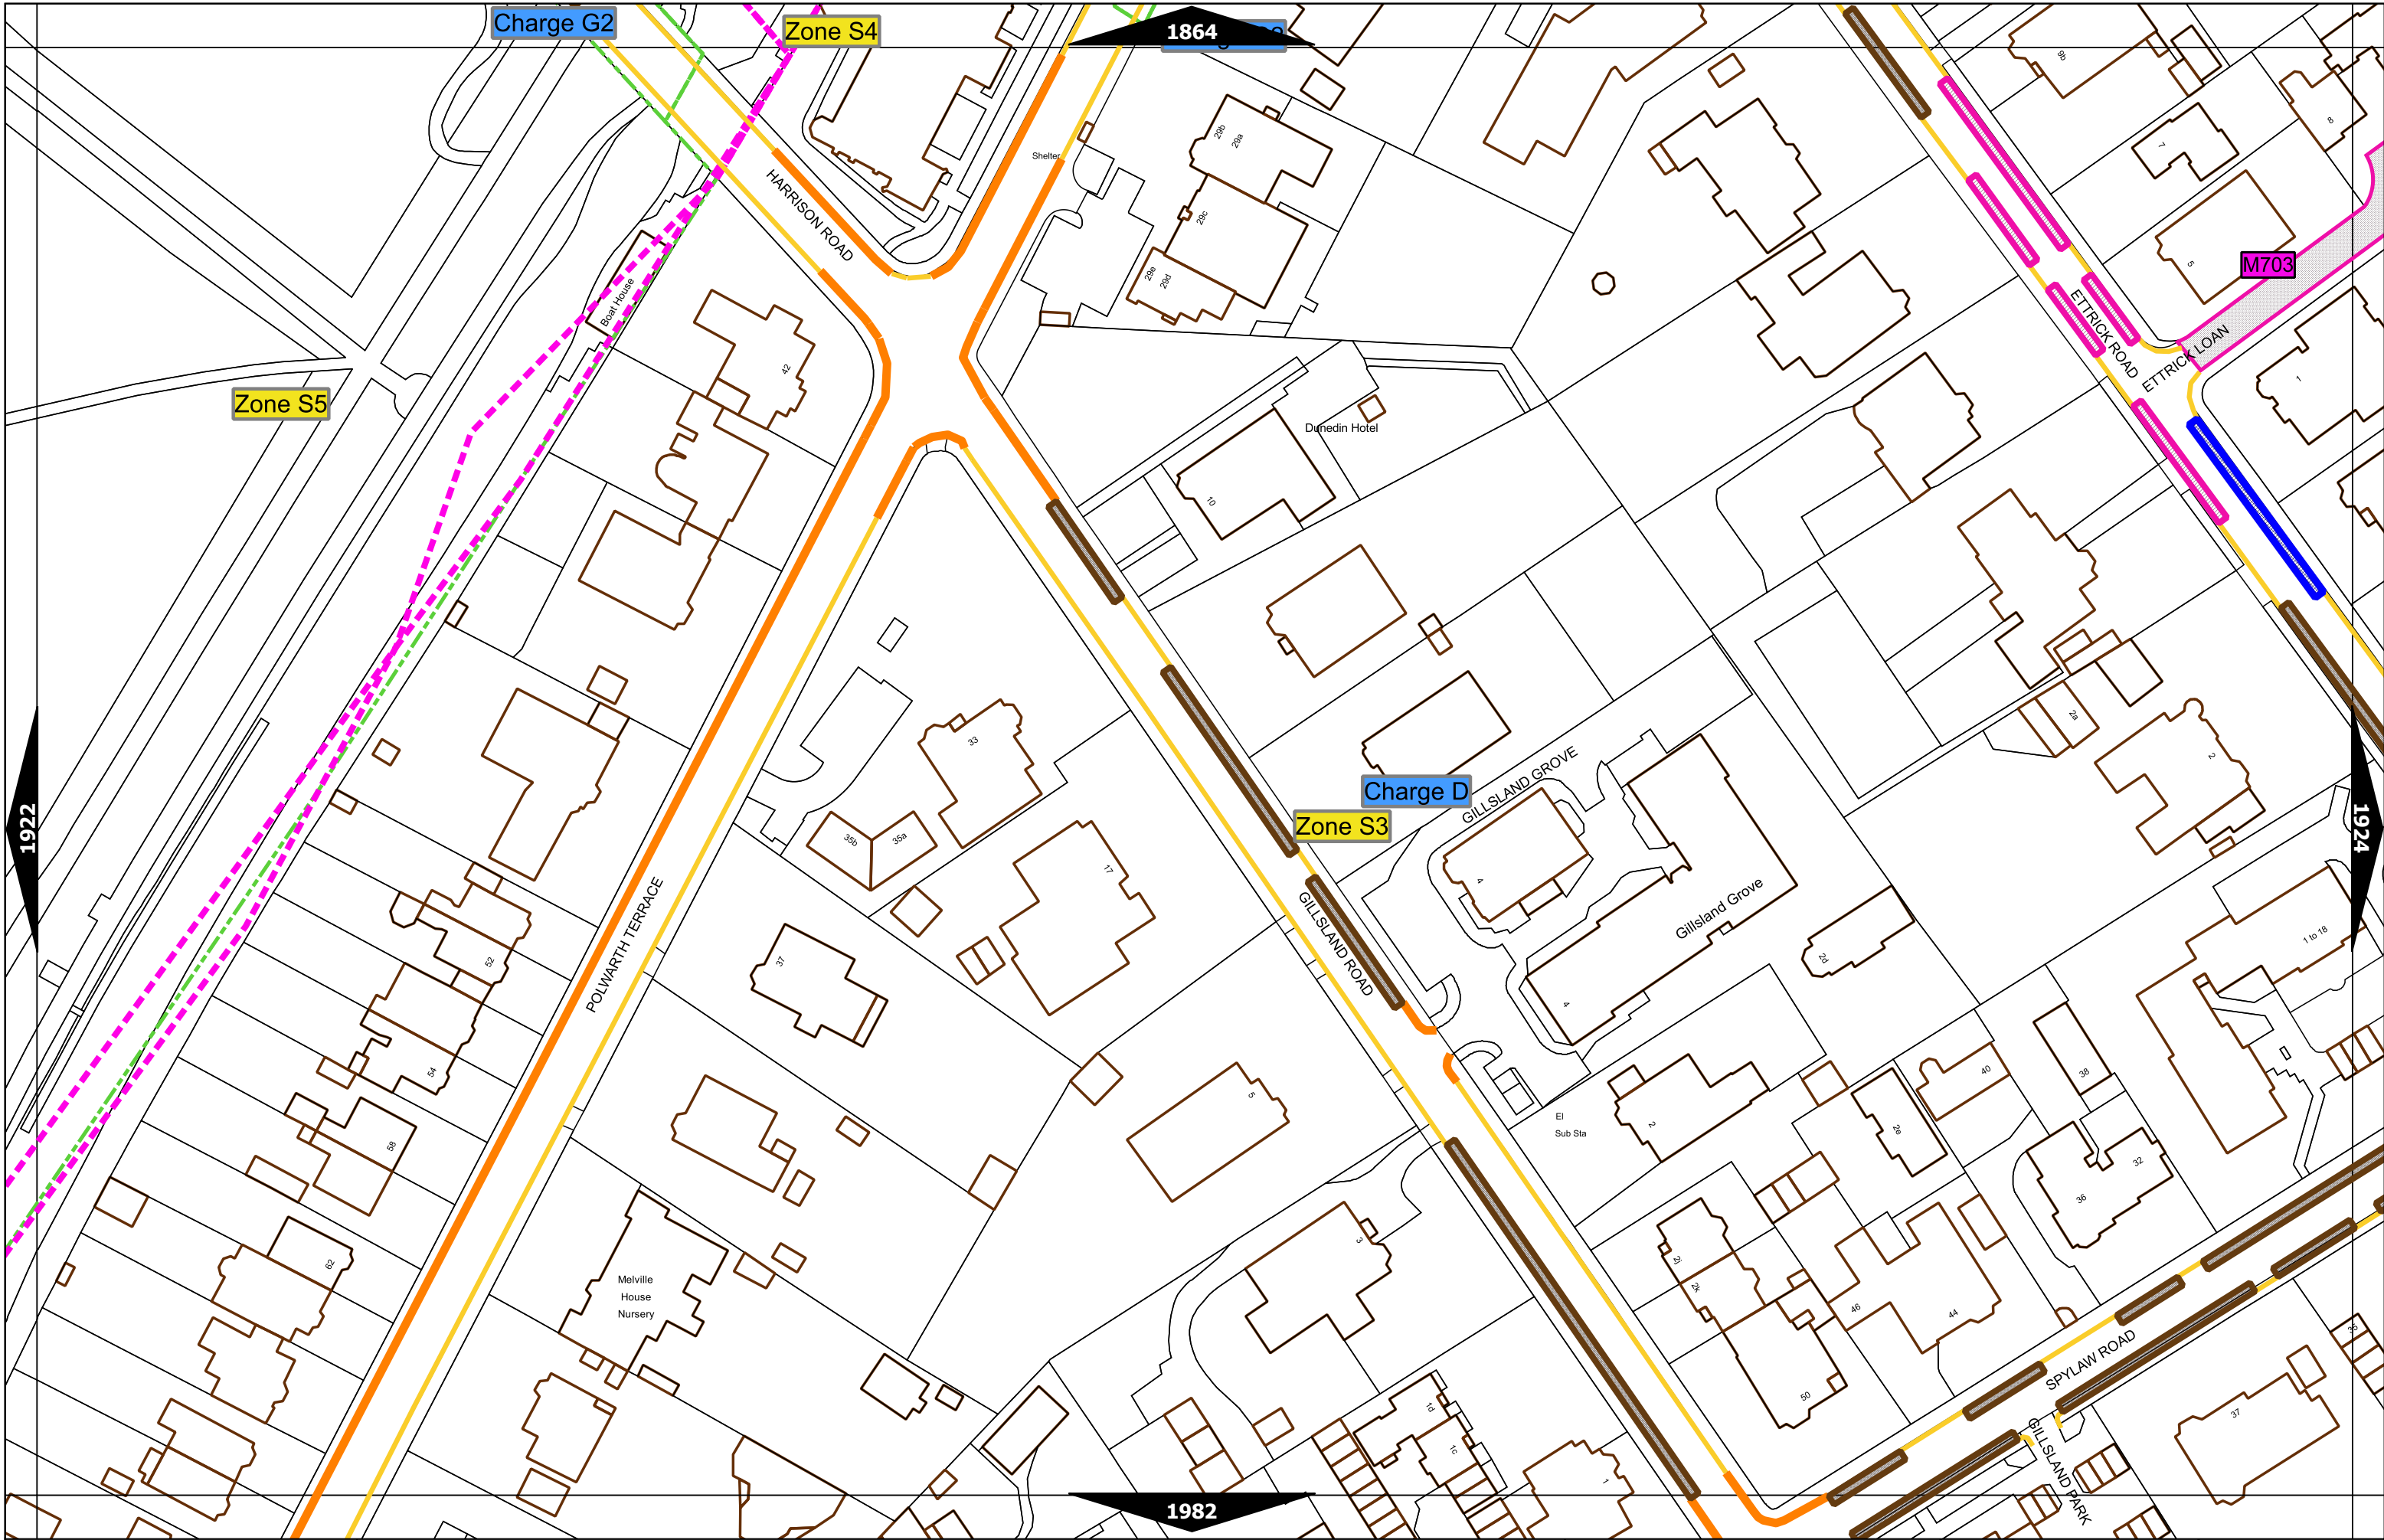 Charge G2
Zone S4
1864
9b
8
7
29b
29a
Shelter
HARRISON ROAD
29c
5
M703
29e
29d
Boat House
ETTRICK ROAD
ETTRICK LOAN
42
1
Zone S5
Dunedin Hotel
10
33
2a
2
GILLSLAND GROVE
Charge D
Zone S3
1922
1924
35b
35a
17
4
Gillsland Grove
GILLSLAND ROAD
1 to 18
POLWARTH TERRACE
37
52
2d
4
54
40
38
5
El
Sub Sta
2
2e
58
32
36
3
62
2j
2k
Melville
House
Nursery
46
44
SPYLAW ROAD
35
50
1d
37
1c
GILLSLAND PARK
1
1982